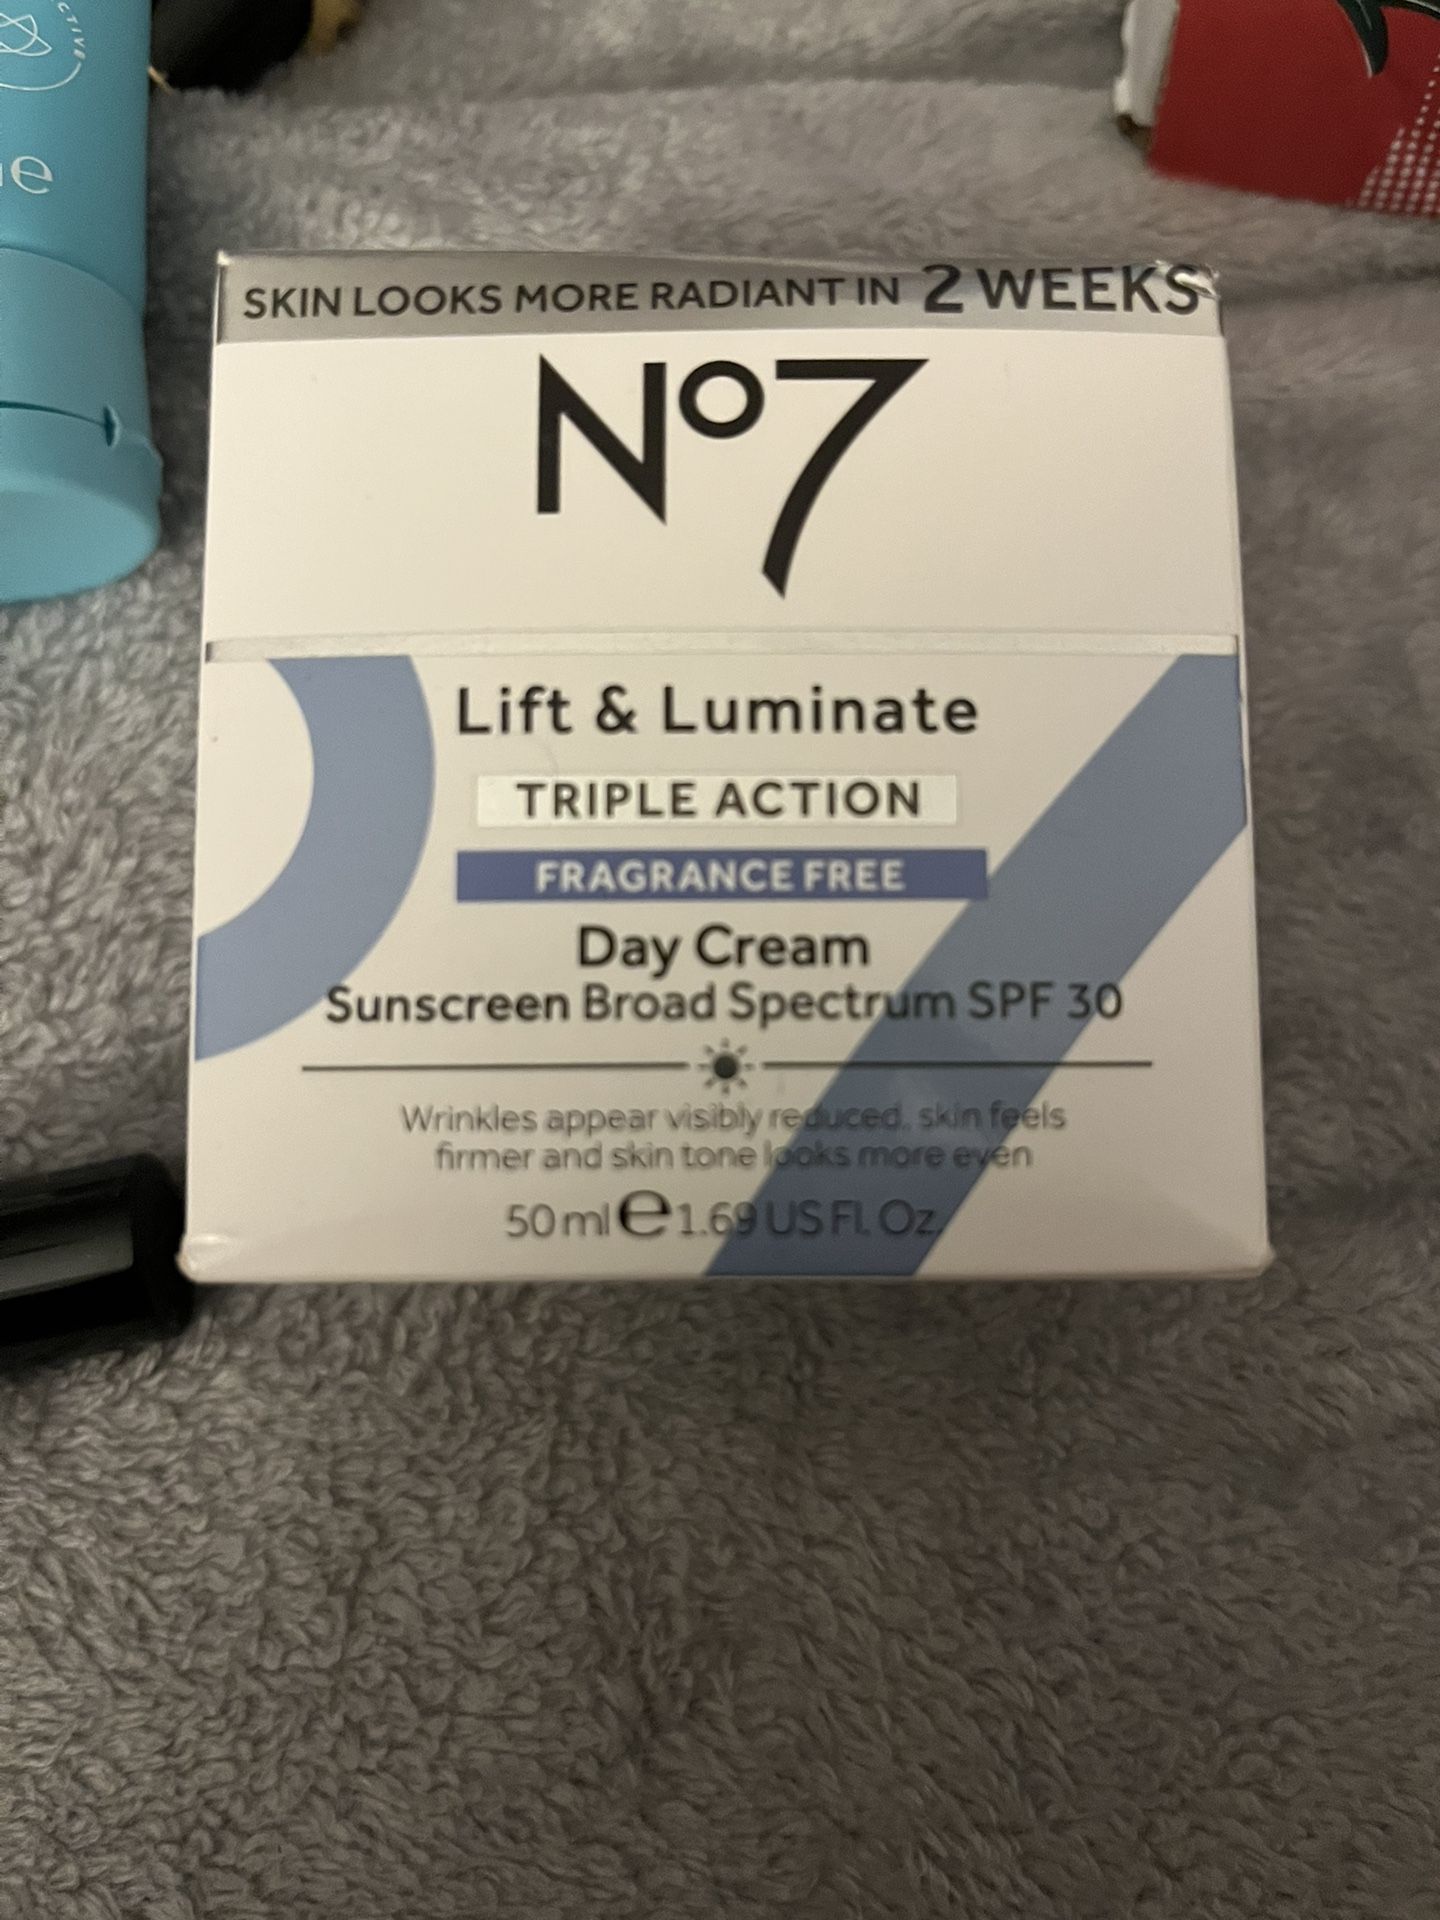 CTIVE
e
SKIN LOOKS MORE RADIANT IN 2 WEEKS
No7
Lift & Luminate
TRIPLE ACTION
FRAGRANCE FREE
Day Cream
Sunscreen Broad Spectrum SPF 30
Wrinkles appear visibly reduced, skin feels
firmer and skin tone looks more even
50 ml e 1.69 US Fl. Oz.